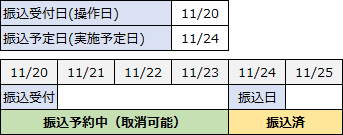 振込受付日(操作日) 11/20
振込予定日(実施予定日) 11/24
11/20 11/21 11/22 11/23 11/24 11/25
振込受付 振込日
振込予約中（取消可能） 振込済